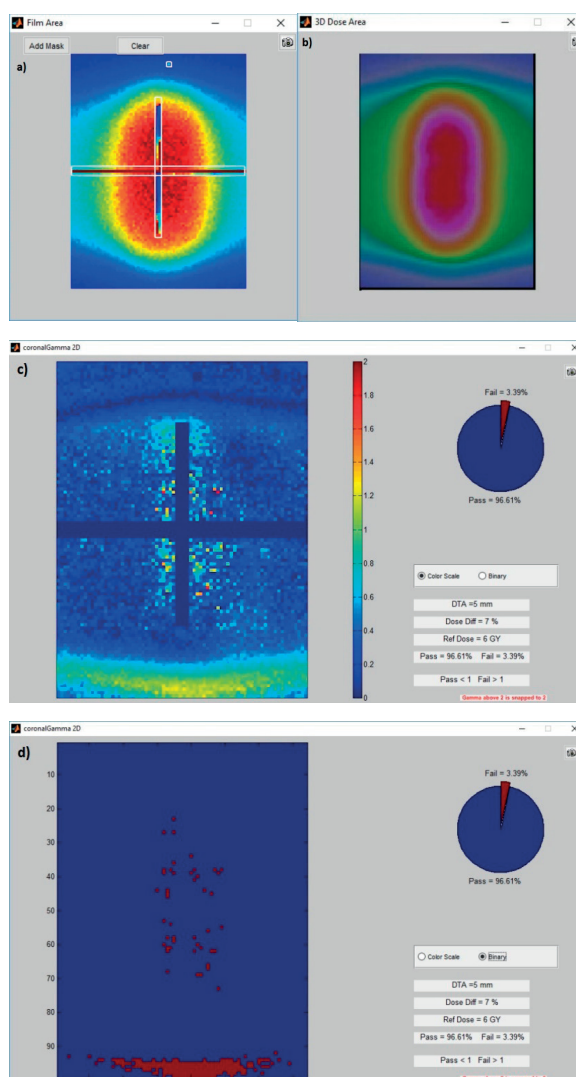 Film Area
3D Dose Area
Add Mask
Clear
a)
b)
coronalGamma 2D
c)
2
1.8
1.6
1.4
1.2
1
0.8
0.6
0.4
0.2
0
Fail = 3.39%
Pass = 96.61%
Color Scale
Binary
DTA =5 mm
Dose Diff = 7 %
Ref Dose = 6 GY
Pass = 96.61% Fail = 3.39%
Pass < 1 Fail > 1
Gamma above 2 is snapped to 2
coronalGamma 2D
d)
10
20
30
40
50
60
70
80
90
Fail = 3.39%
Pass = 96.61%
Color Scale
Binary
DTA =5 mm
Dose Diff = 7 %
Ref Dose = 6 GY
Pass = 96.61% Fail = 3.39%
Pass < 1 Fail > 1